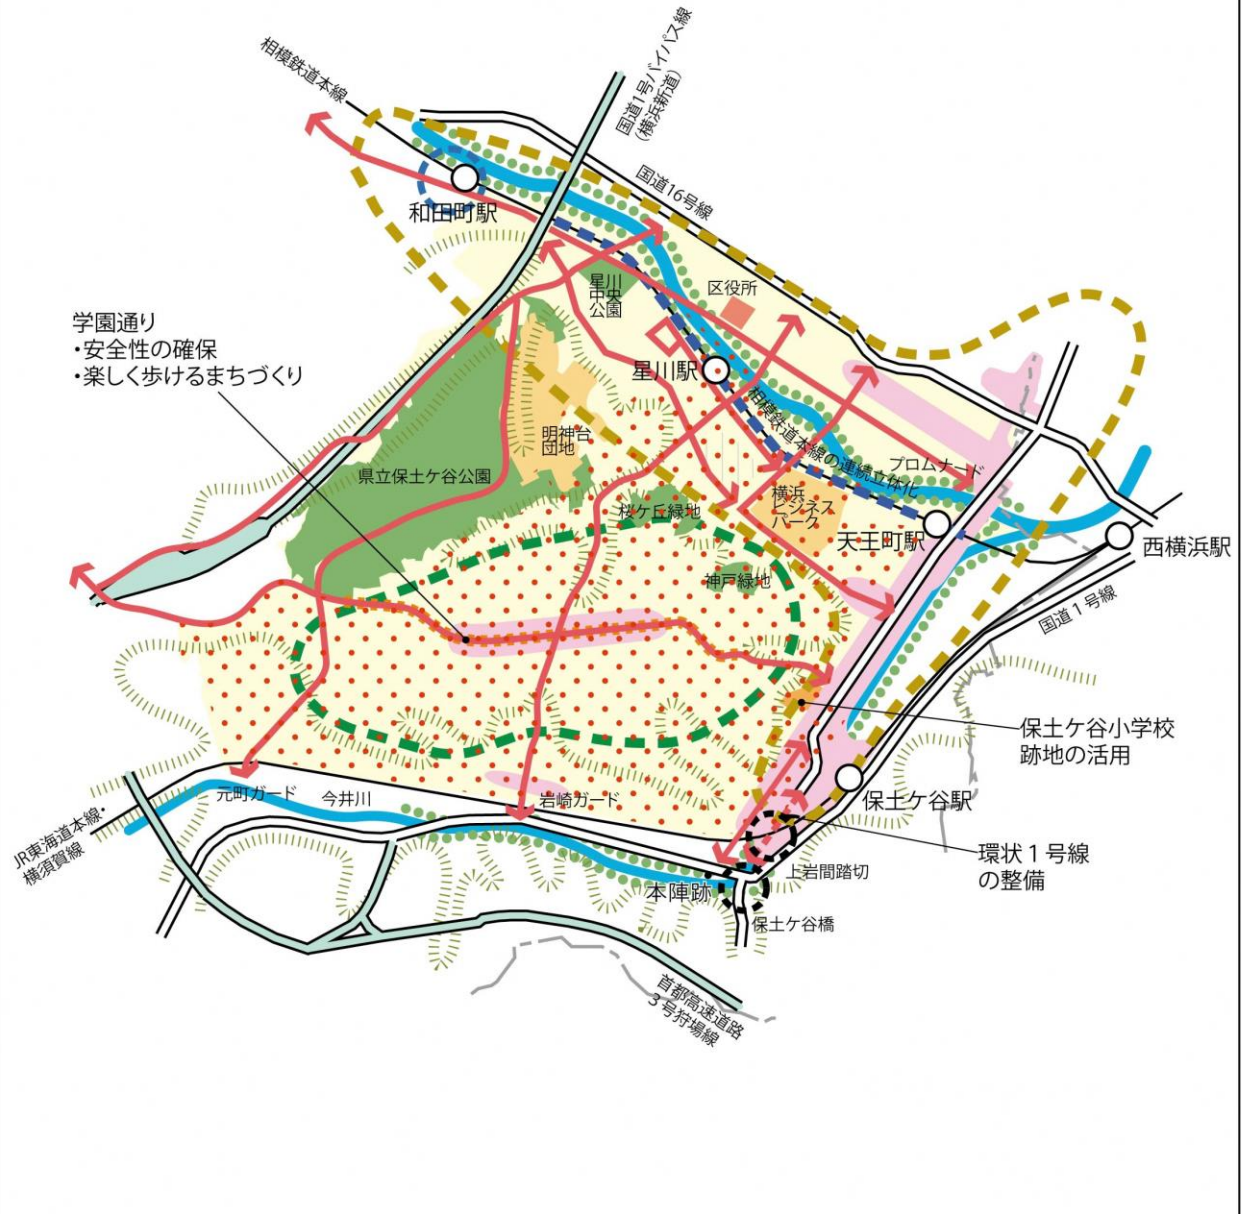 相模鉄道本線
国道1号バイパス線
(横浜新道)
国道16号線
和田町駅
星川
中央
公園
区役所
学園通り
・安全性の確保
・楽しく歩けるまちづくり
星川駅
相模鉄道本線の連続立体化
明神台
団地
県立保土ケ谷公園
プロムナード
横浜
ビジネス
パーク
桜ケ丘緑地
天王町駅
西横浜駅
神戸緑地
国道1号線
保土ケ谷小学校
跡地の活用
元町ガード
今井川
岩崎ガード
保土ケ谷駅
JR東海道本線・
横須賀線
環状1号線
の整備
上岩間踏切
本陣跡
保土ケ谷橋
首都高速道路
3号狩場線